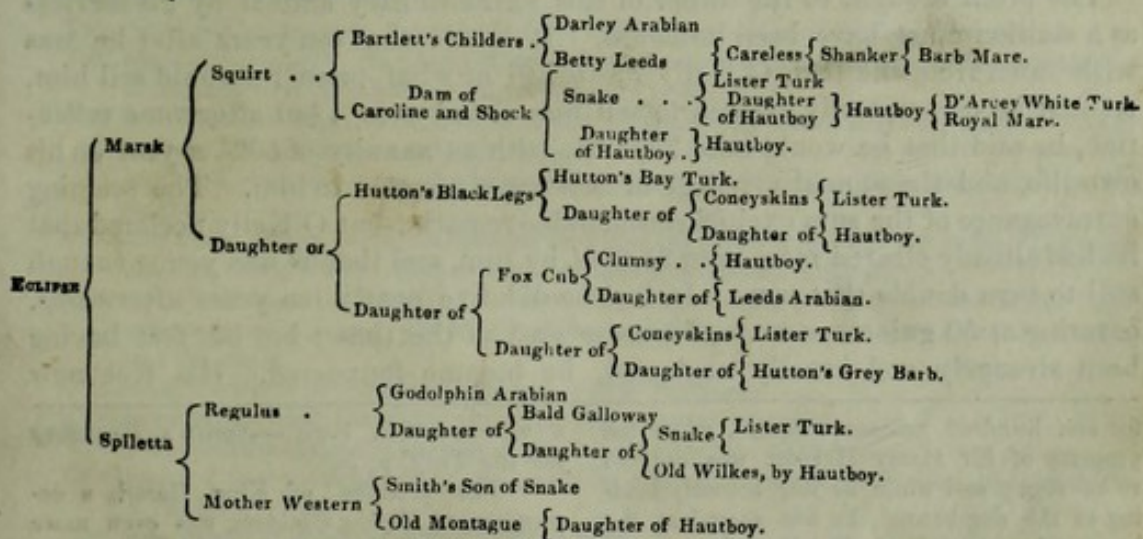 Darley Arabian
Bartlett's Childers .
Betty Leeds Careless Shanker Barb Mare.
Squirt . .
Lister Turk
Dam of Snake . . . Daughter Hautboy D'Arcey White Turk.
Caroline and Shock of Hautboy Royal Mare.
Daughter
of Hautboy . Hautboy.
Marsk
Hutton's Bay Turk.
Hutton's Black Legs
Daughter of Coneyskins Lister Turk.
Daughter of Hautboy.
Daughter or
Clumsy . . Hautboy.
Fox Cub
ECLIPSE
Daughter of Leeds Arabian.
Daughter of
Coneyskins Lister Turk.
Daughter of
Daughter of Hutton's Grey Barb.
Godolphin Arabian
Regulus .
Bald Galloway
Daughter of
Snake Lister Turk.
Daughter of
Spiletta
Old Wilkes, by Hautboy.
Smith's Son of Snake
Mother Western
Old Montague Daughter of Hautboy.